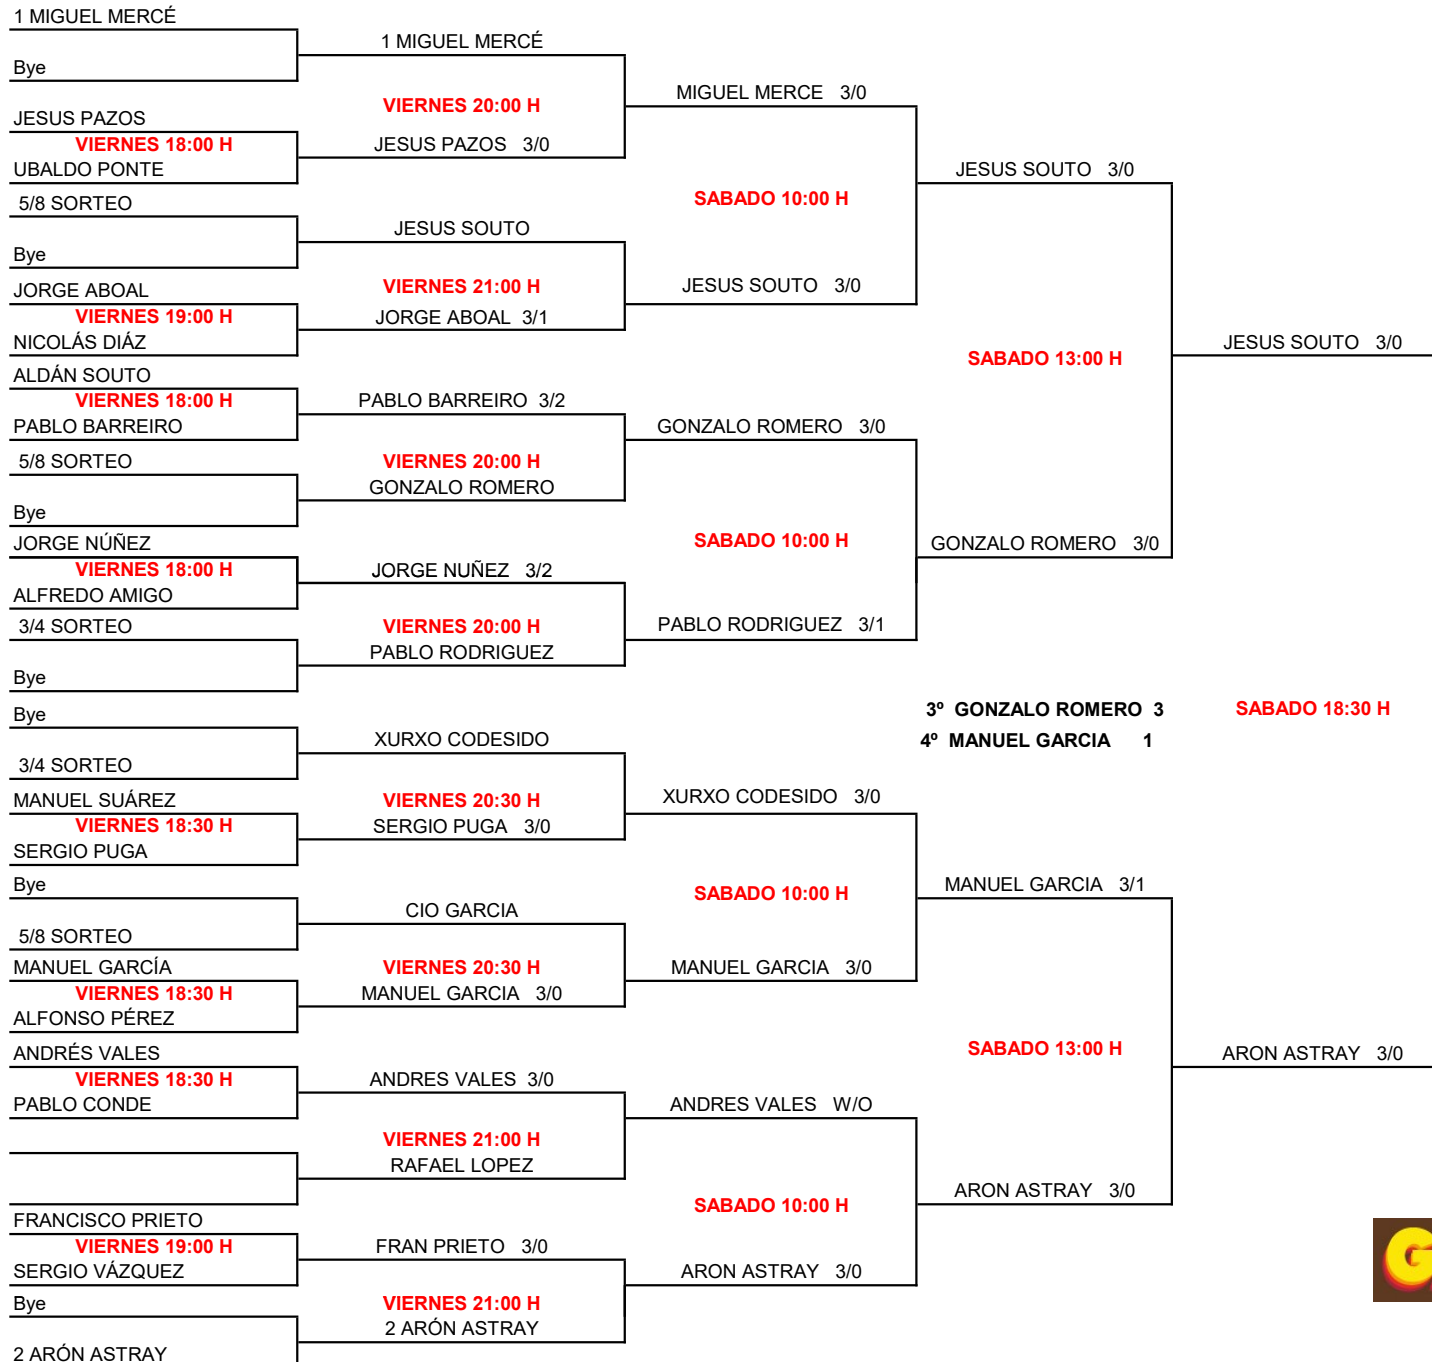 1 MIGUEL MERCÉ
Bye
JESUS PAZOS
VIERNES 18:00 H
UBALDO PONTE
5/8 SORTEO
Bye
JORGE ABOAL
VIERNES 19:00 H
NICOLÁS DIÁZ
ALDÁN SOUTO
VIERNES 18:00 H
PABLO BARREIRO
5/8 SORTEO
Bye
JORGE NÚÑEZ
VIERNES 18:00 H
ALFREDO AMIGO
3/4 SORTEO
Bye
Bye
3/4 SORTEO
MANUEL SUÁREZ
VIERNES 18:30 H
SERGIO PUGA
Bye
5/8 SORTEO
MANUEL GARCÍA
VIERNES 18:30 H
ALFONSO PÉREZ
ANDRÉS VALES
VIERNES 18:30 H
PABLO CONDE
FRANCISCO PRIETO
VIERNES 19:00 H
SERGIO VÁZQUEZ
Bye
2 ARÓN ASTRAY
1 MIGUEL MERCÉ
VIERNES 20:00 H
JESUS PAZOS 3/0
JESUS SOUTO
VIERNES 21:00 H
JORGE ABOAL 3/1
PABLO BARREIRO 3/2
VIERNES 20:00 H
GONZALO ROMERO
JORGE NUÑEZ 3/2
VIERNES 20:00 H
PABLO RODRIGUEZ
XURXO CODESIDO
VIERNES 20:30 H
SERGIO PUGA 3/0
CIO GARCIA
VIERNES 20:30 H
MANUEL GARCIA 3/0
ANDRES VALES 3/0
VIERNES 21:00 H
RAFAEL LOPEZ
FRAN PRIETO 3/0
VIERNES 21:00 H
2 ARÓN ASTRAY
MIGUEL MERCE 3/0
SABADO 10:00 H
JESUS SOUTO 3/0
GONZALO ROMERO 3/0
SABADO 10:00 H
PABLO RODRIGUEZ 3/1
XURXO CODESIDO 3/0
SABADO 10:00 H
MANUEL GARCIA 3/0
ANDRES VALES W/O
SABADO 10:00 H
ARON ASTRAY 3/0
JESUS SOUTO 3/0
SABADO 13:00 H
GONZALO ROMERO 3/0
3º GONZALO ROMERO 3
4º MANUEL GARCIA 1
MANUEL GARCIA 3/1
SABADO 13:00 H
ARON ASTRAY 3/0
JESUS SOUTO 3/0
SABADO 18:30 H
ARON ASTRAY 3/0
G